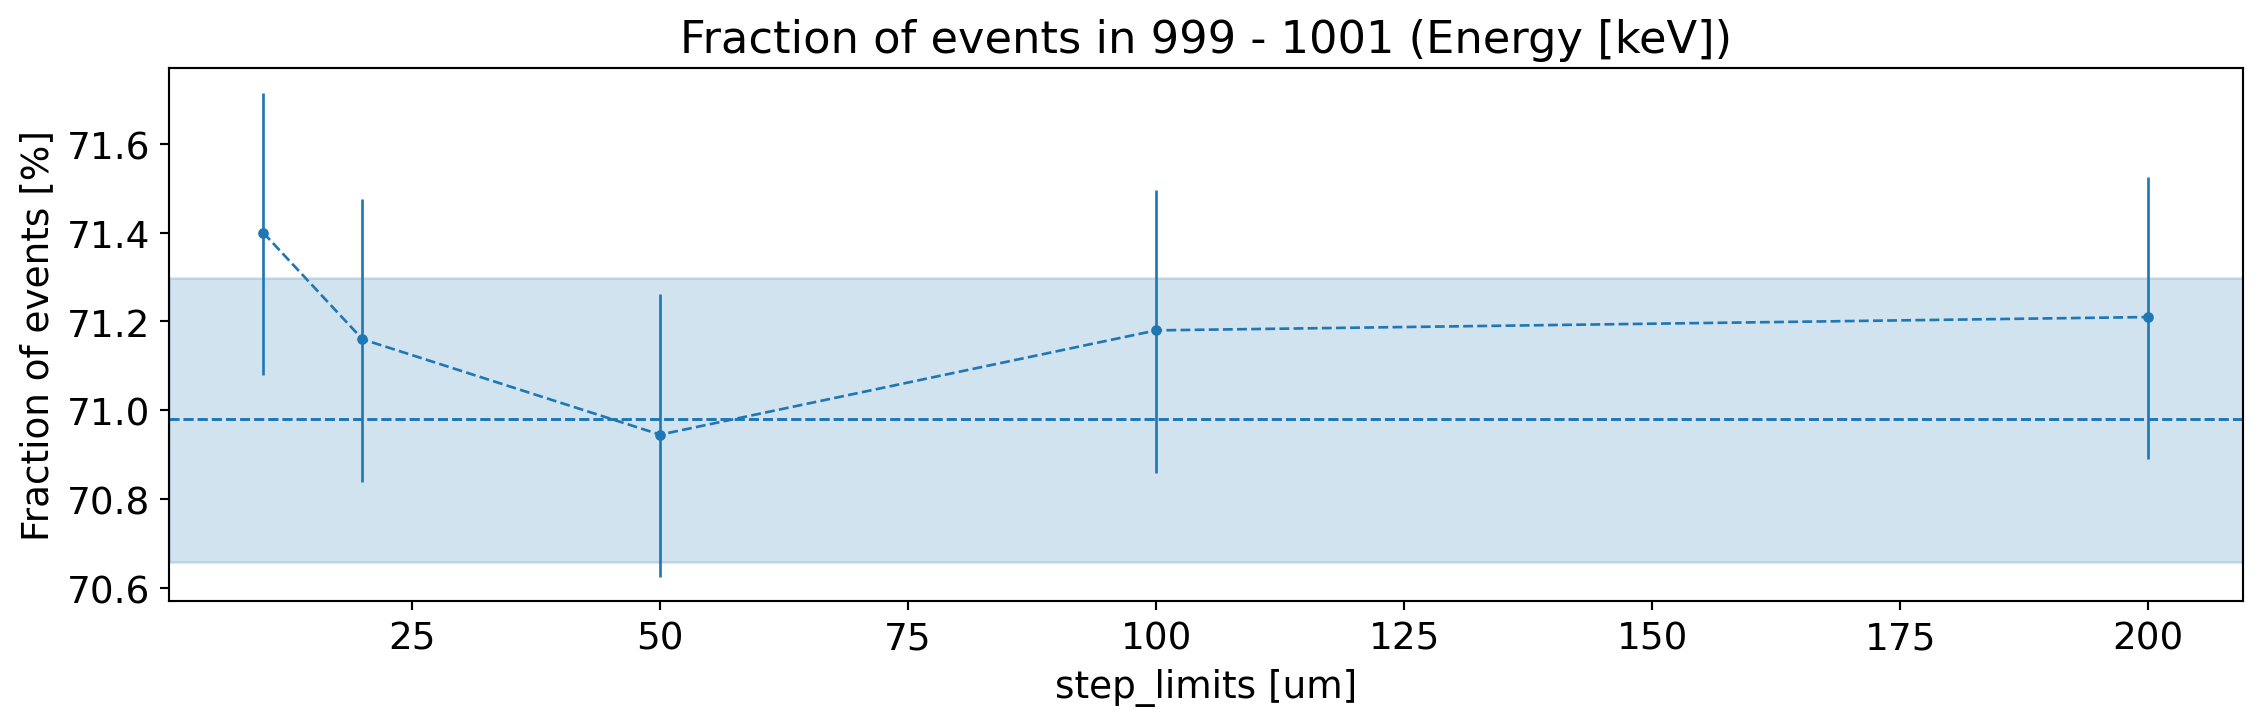 Fraction of events in 999 - 1001 (Energy [keV])
Fraction of events [%]
71.6
71.4
71.2
71.0
70.8
70.6
25 50 75 100 125 150 175 200
step_limits [um]